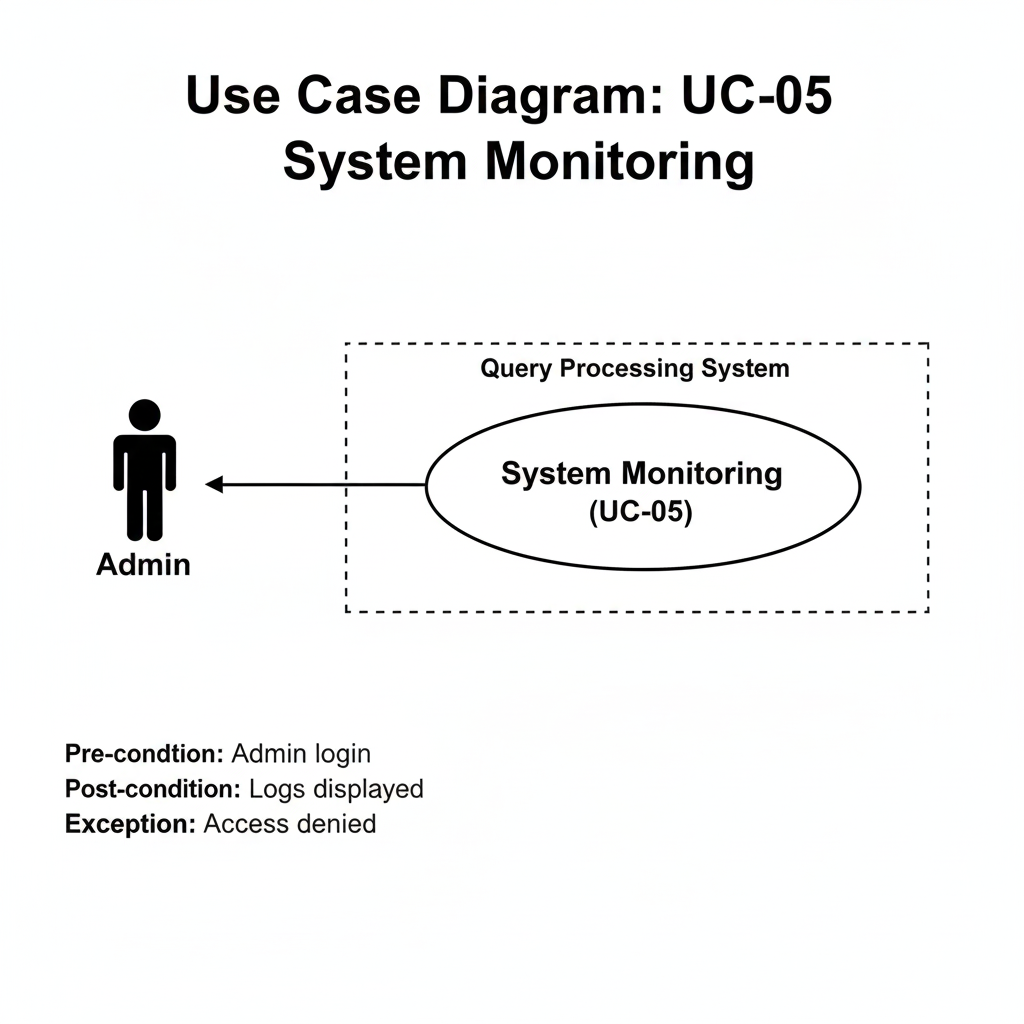 Use Case Diagram: UC-05
System Monitoring
Query Processing System
System Monitoring
(UC-05)
Admin
Pre-condtion: Admin login
Post-condition: Logs displayed
Exception: Access denied